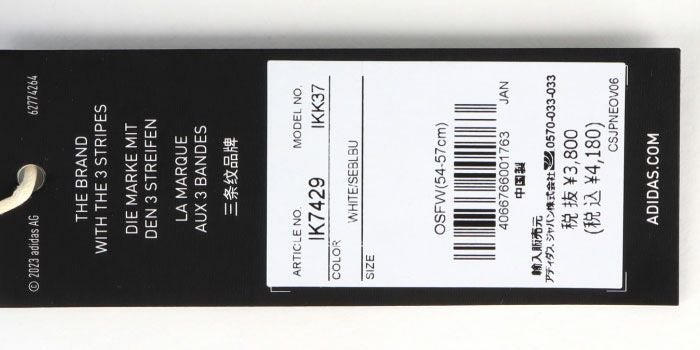 62774264
© 2023 adidas AG
THE BRAND
WITH THE 3 STRIPES
DIE MARKE MIT
DEN 3 STREIFEN
LA MARQUE
AUX 3 BANDES
三条纹品牌
ARTICLE NO.
MODEL NO.
IK7429
IKK37
COLOR
WHITE/SEBLBU
SIZE
OSFW(54-57cm)
4066766001763
JAN
中国製
輸入販売元
アディダス ジャパン株式会社
0570-033-033
税 抜 ¥3,800
(税 込 ¥4,180)
CSJPNEOV06
ADIDAS.COM